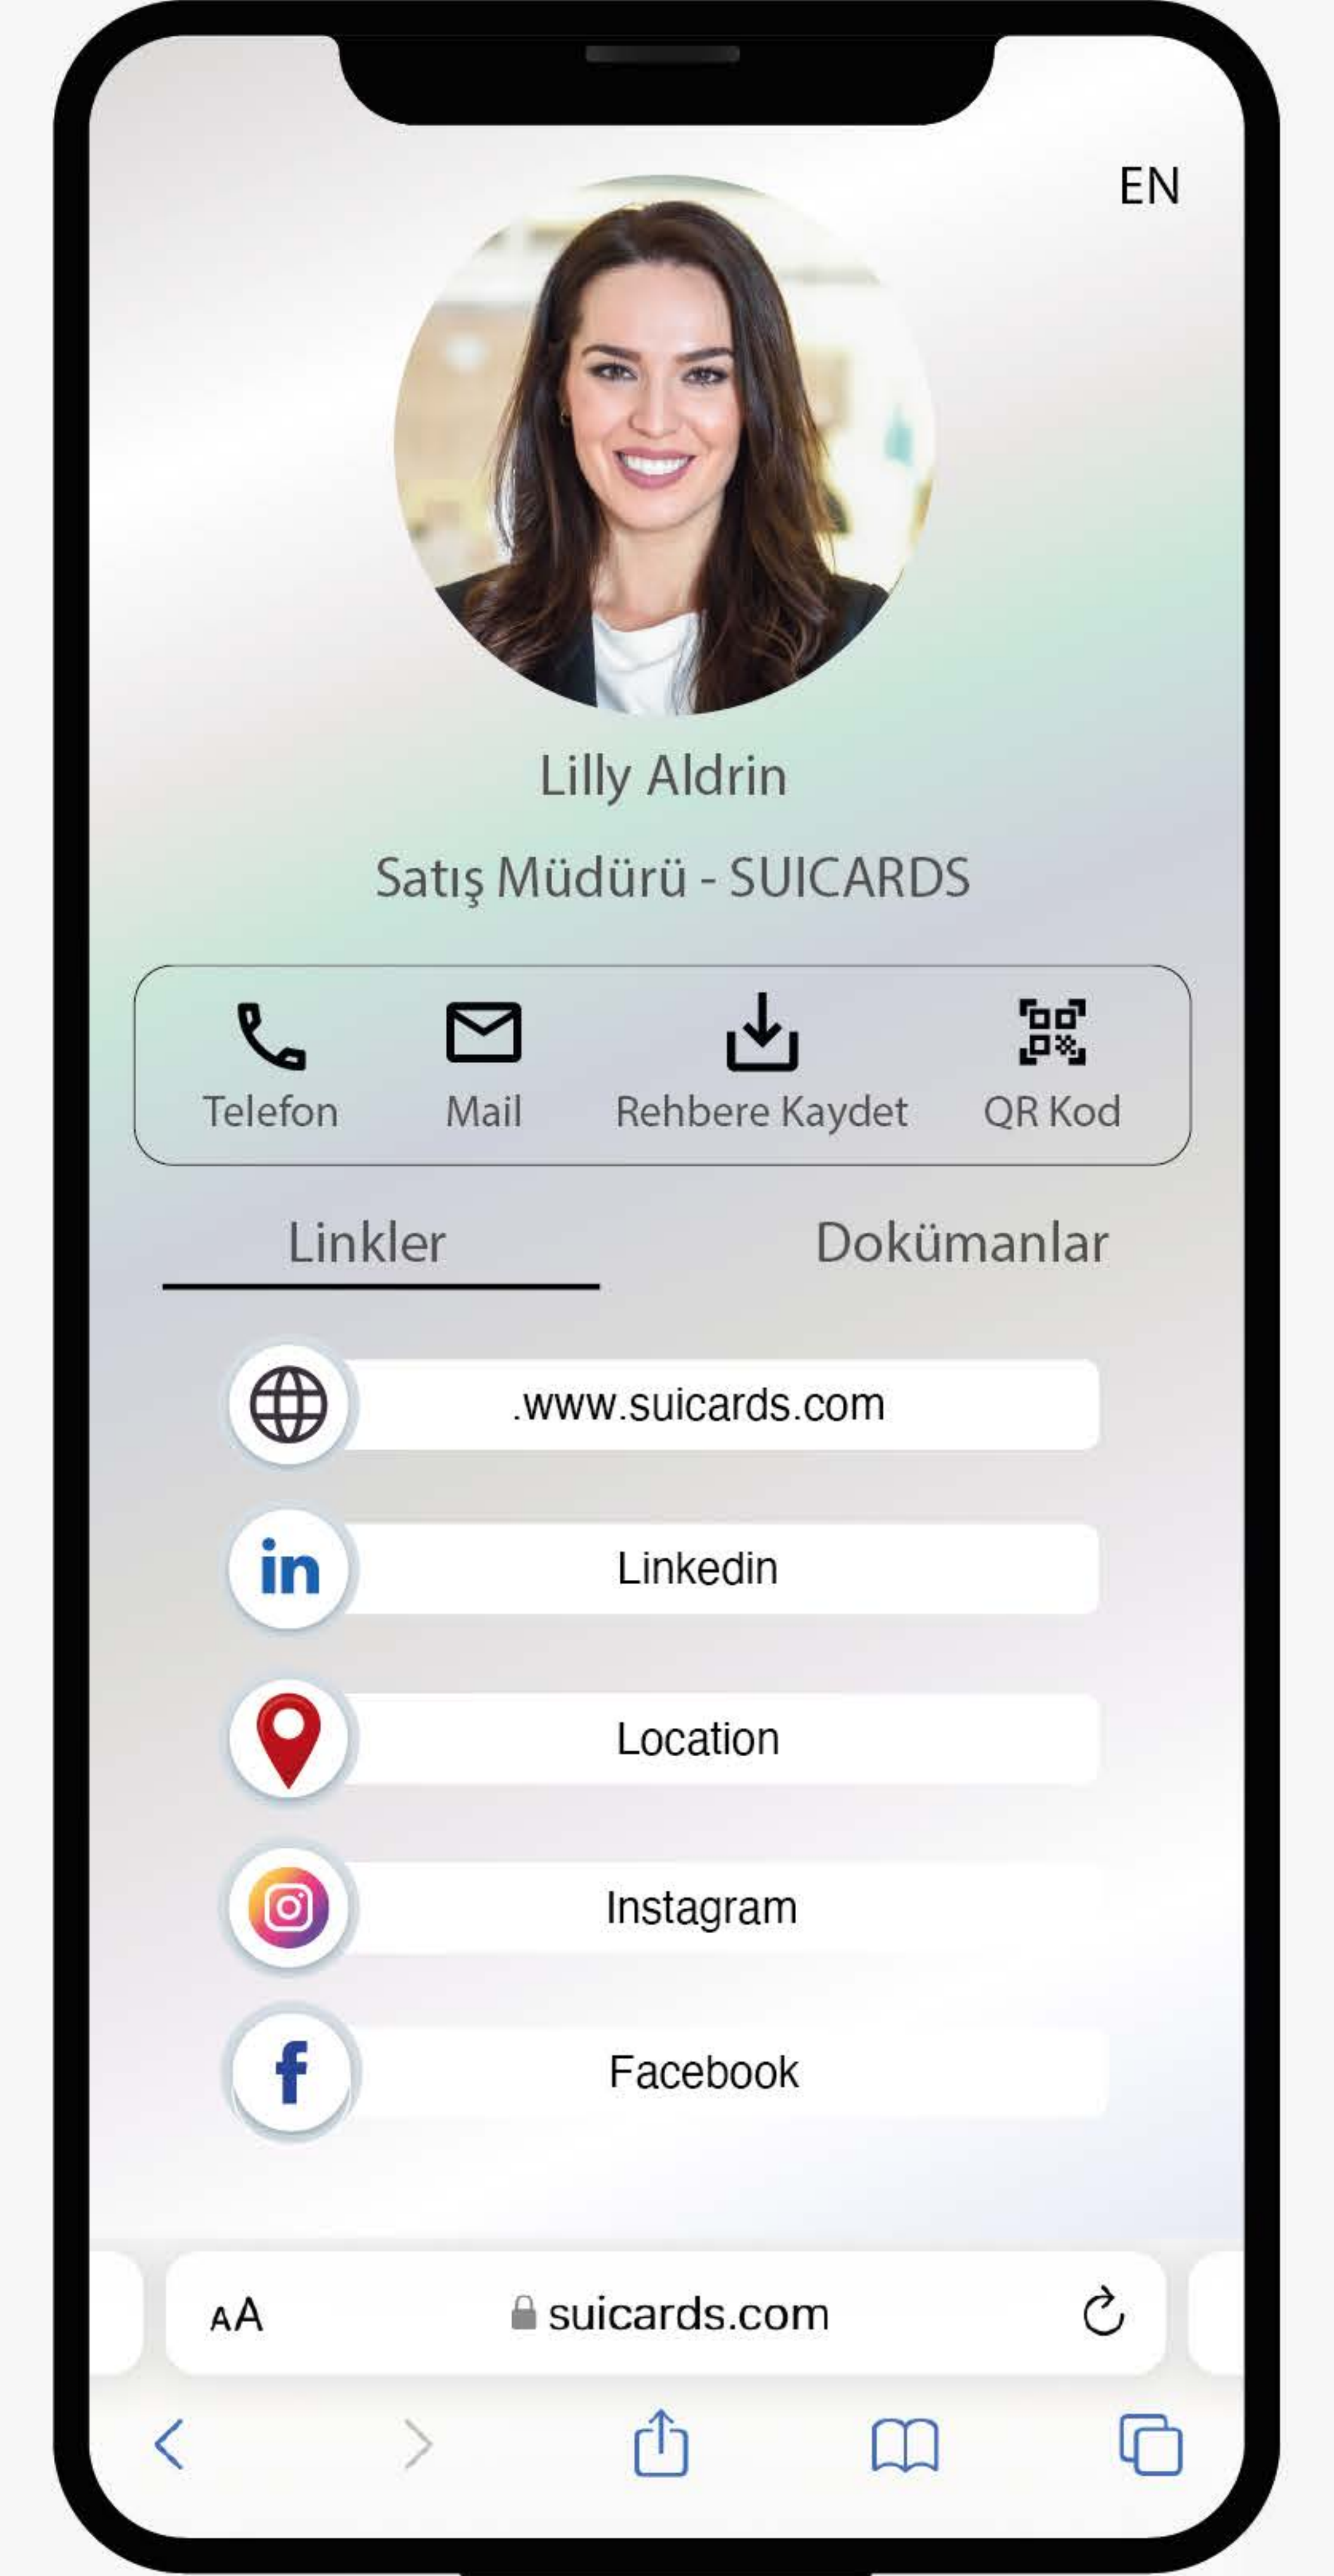 EN
Lilly Aldrin
Satış Müdürü - SUICARDS
Telefon Mail Rehbere Kaydet QR Kod
Linkler Dokümanlar
.www.suicards.com
in Linkedin
Location
Instagram
f Facebook
AA suicards.com